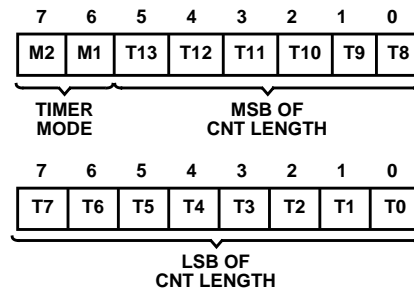 7 6 5 4 3 2 1 0
M2 M1 T13 T12 T11 T10 T9 T8
TIMER MODE
MSB OF CNT LENGTH
7 6 5 4 3 2 1 0
T7 T6 T5 T4 T3 T2 T1 T0
LSB OF
CNT LENGTH